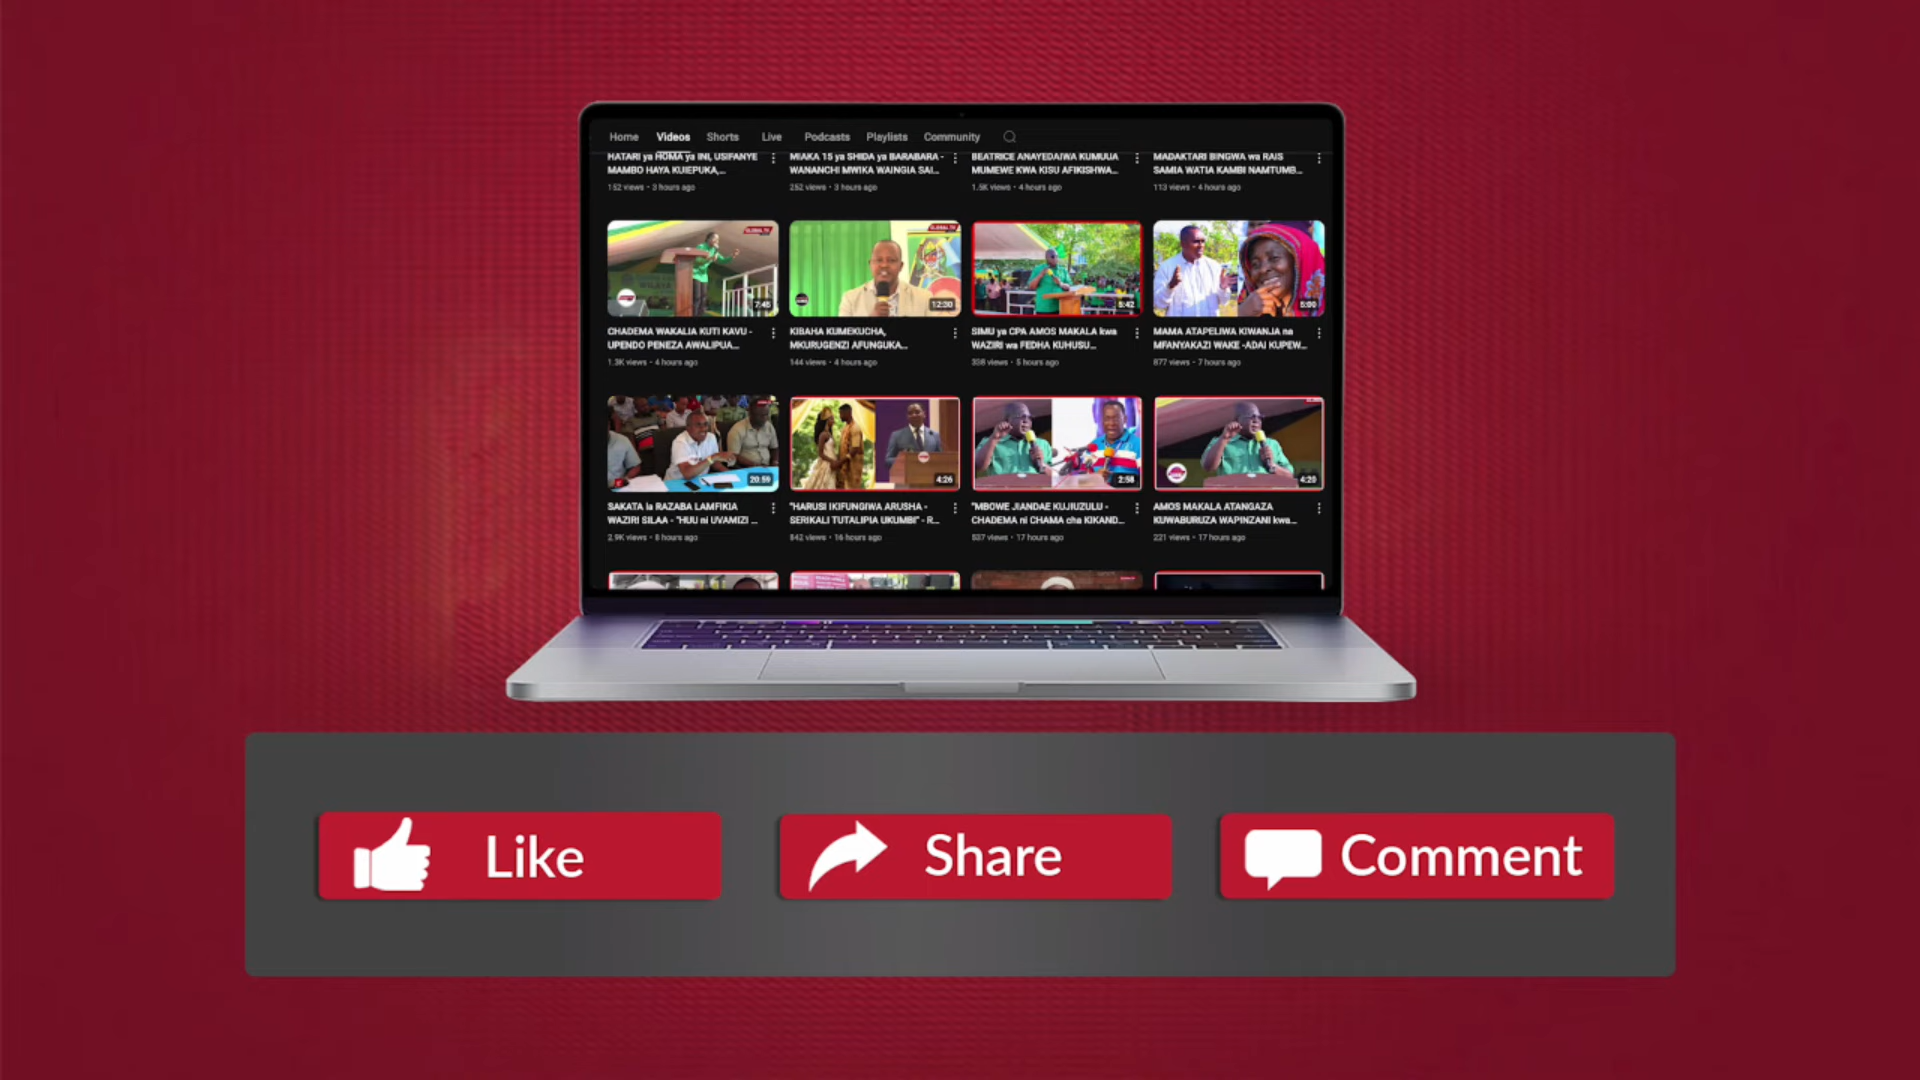 Home Videos Shorts Live Podcasts Playlists Community
HATARI ya HOMA ya INI, USIFANYE
MAMBO HAYA KUIEPUKA,...
152 views • 3 hours ago
MIAKA 15 ya SHIDA ya BARABARA -
WANANCHI MWIKA WAINGIA SAI...
252 views • 3 hours ago
BEATRICE ANAYEDAIWA KUMUUA
MUMEWE KWA KISU AFIKISHWA...
1.5K views • 4 hours ago
MADAKTARI BINGWA wa RAIS
SAMIA WATIA KAMBI NAMTUMB...
113 views • 4 hours ago
GLOBAL TV
7:45
GLOBAL TV
12:30
5:42
5:00
CHADEMA WAKALIA KUTI KAVU -
UPENDO PENEZA AWALIPUA...
1.3K views • 4 hours ago
KIBAHA KUMEKUCHA,
MKURUGENZI AFUNGUKA...
144 views • 4 hours ago
SIMU ya CPA AMOS MAKALA kwa
WAZIRI wa FEDHA KUHUSU...
338 views • 5 hours ago
MAMA ATAPELIWA KIWANJA na
MFANYAKAZI WAKE -ADAI KUPEW...
877 views • 7 hours ago
20:59
4:26
2:58
4:20
SAKATA la RAZABA LAMFIKIA
WAZIRI SILAA - "HUU ni UVAMIZI ...
2.9K views • 8 hours ago
"HARUSI IKIFUNGIWA ARUSHA -
SERIKALI TUTALIPIA UKUMBI" - R...
842 views • 16 hours ago
"MBOWE JIANDAE KUJIUZULU -
CHADEMA ni CHAMA cha KIKAND...
537 views • 17 hours ago
AMOS MAKALA ATANGAZA
KUWABURUZA WAPINZANI kwa...
221 views • 17 hours ago
Like
Share
Comment